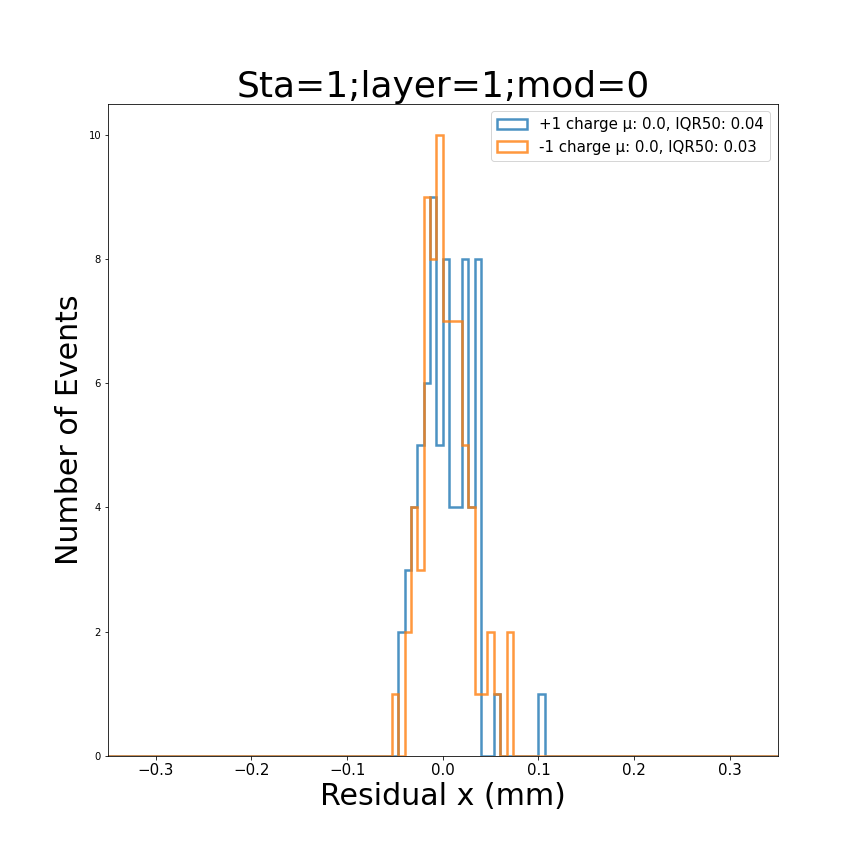 Sta=1;layer=1;mod=0
+1 charge μ: 0.0, IQR50: 0.04
-1 charge μ: 0.0, IQR50: 0.03
Number of Events
10
8
6
4
2
0
−0.3 −0.2 −0.1 0.0 0.1 0.2 0.3
Residual x (mm)